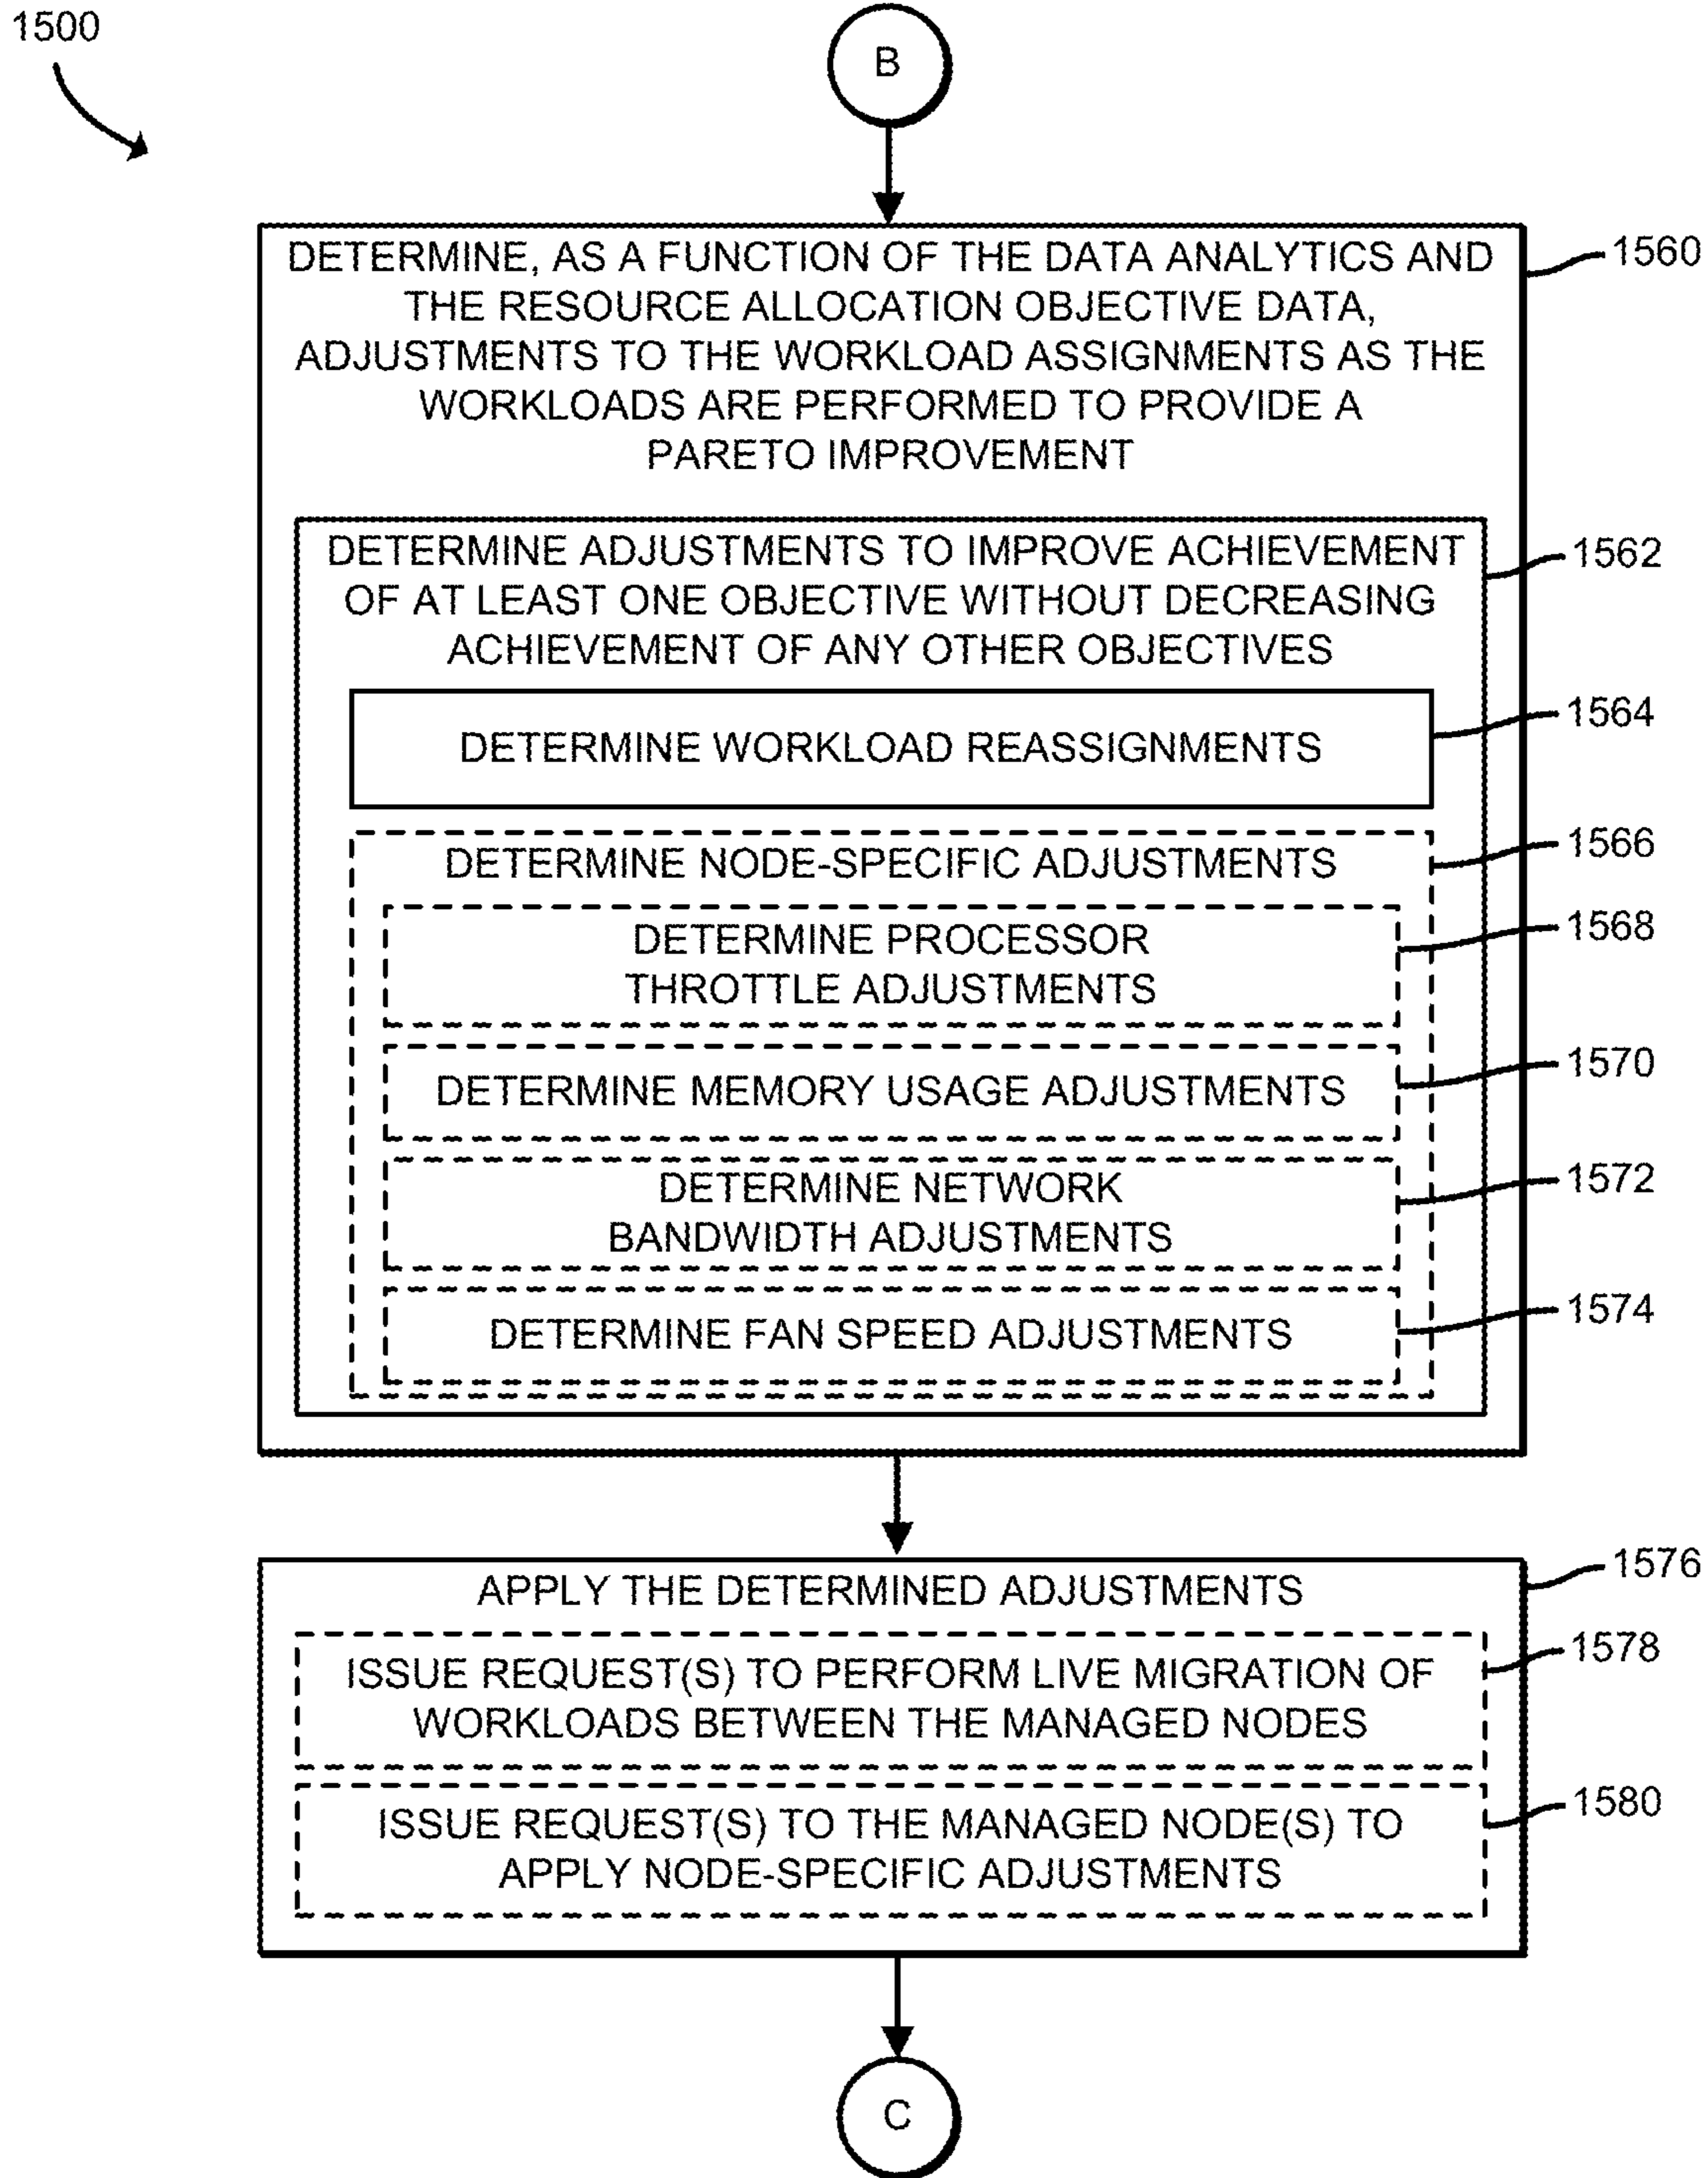 1500
B
DETERMINE, AS A FUNCTION OF THE DATA ANALYTICS AND
THE RESOURCE ALLOCATION OBJECTIVE DATA,
ADJUSTMENTS TO THE WORKLOAD ASSIGNMENTS AS THE
WORKLOADS ARE PERFORMED TO PROVIDE A
PARETO IMPROVEMENT
1560
DETERMINE ADJUSTMENTS TO IMPROVE ACHIEVEMENT
OF AT LEAST ONE OBJECTIVE WITHOUT DECREASING
ACHIEVEMENT OF ANY OTHER OBJECTIVES
1562
DETERMINE WORKLOAD REASSIGNMENTS
1564
DETERMINE NODE-SPECIFIC ADJUSTMENTS
1566
DETERMINE PROCESSOR
THROTTLE ADJUSTMENTS
1568
DETERMINE MEMORY USAGE ADJUSTMENTS
1570
DETERMINE NETWORK
BANDWIDTH ADJUSTMENTS
1572
DETERMINE FAN SPEED ADJUSTMENTS
1574
APPLY THE DETERMINED ADJUSTMENTS
1576
ISSUE REQUEST(S) TO PERFORM LIVE MIGRATION OF
WORKLOADS BETWEEN THE MANAGED NODES
1578
ISSUE REQUEST(S) TO THE MANAGED NODE(S) TO
APPLY NODE-SPECIFIC ADJUSTMENTS
1580
C